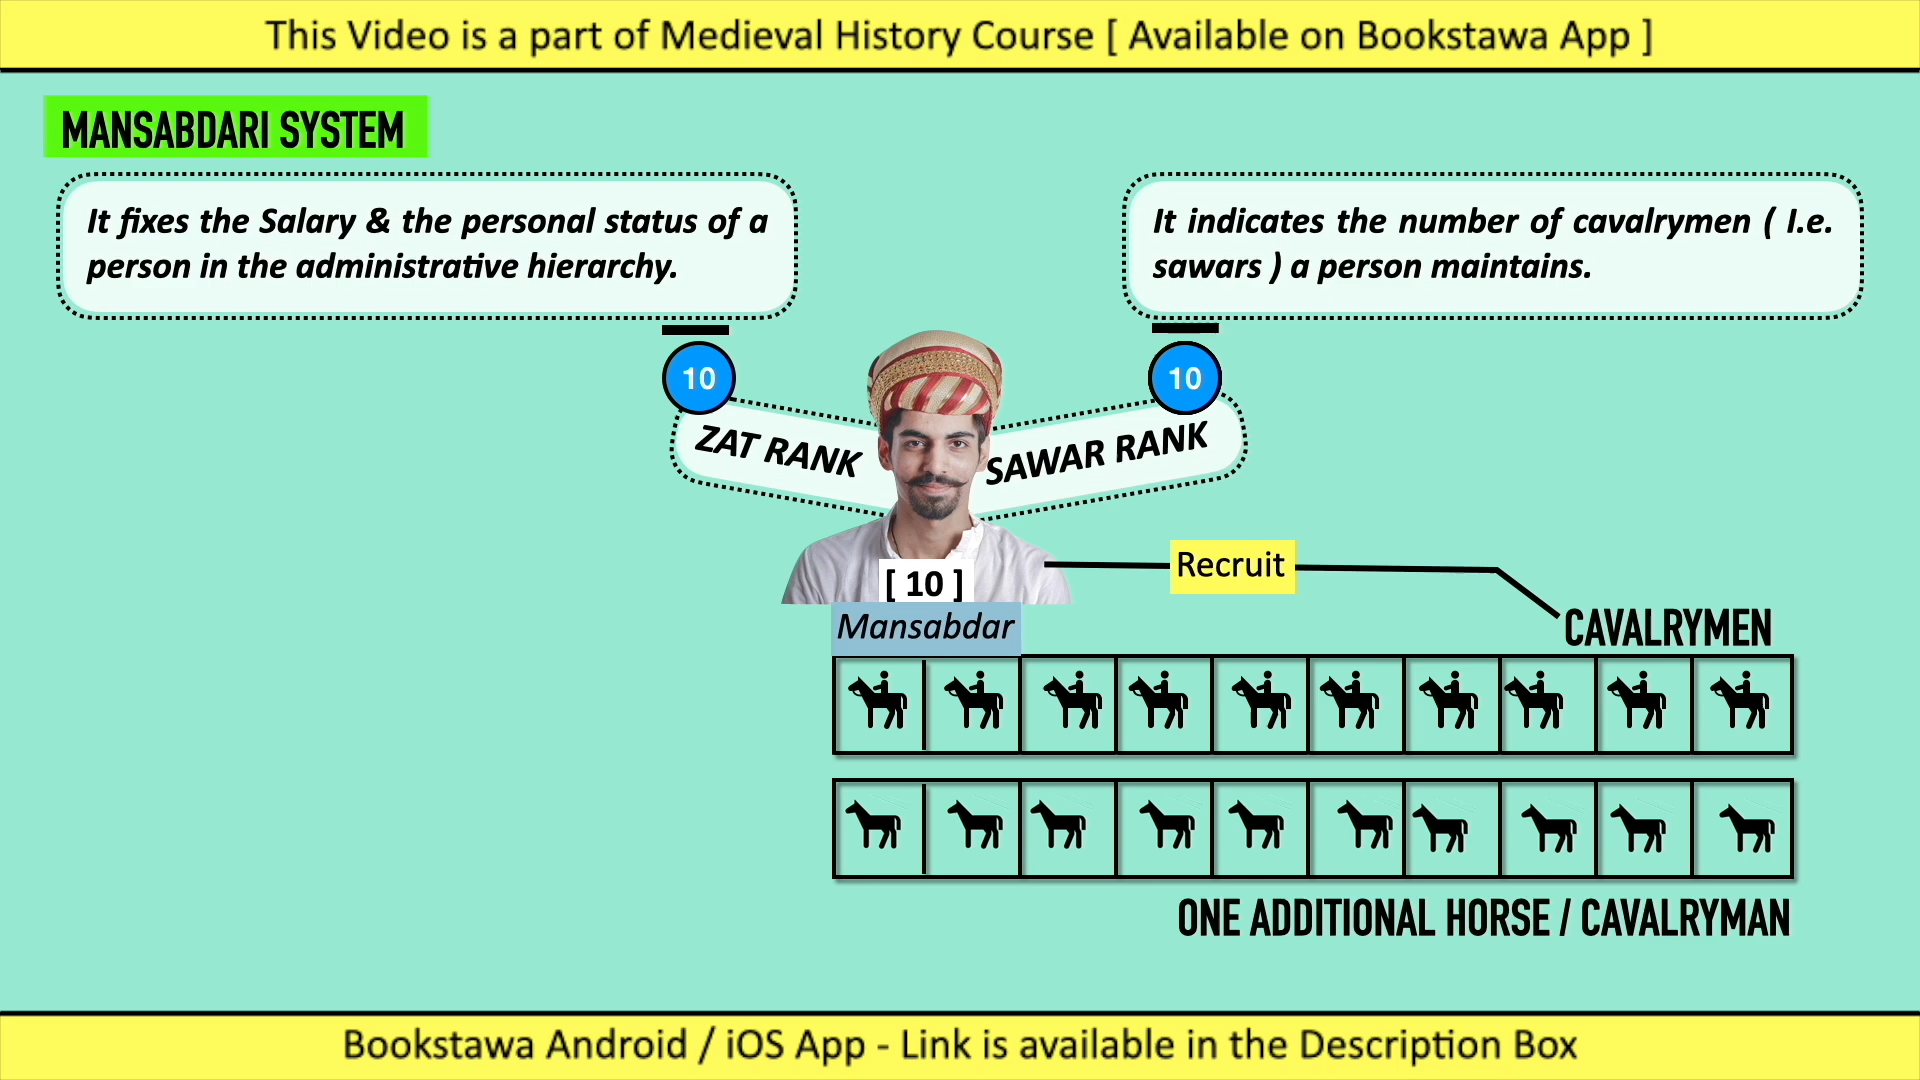 This Video is a part of Medieval History Course [ Available on Bookstawa App ]
MANSABDARI SYSTEM
It fixes the Salary & the personal status of a
person in the administrative hierarchy.
It indicates the number of cavalrymen ( I.e.
sawars ) a person maintains.
10
10
ZAT RANK
SAWAR RANK
Recruit
[ 10 ]
Mansabdar
CAVALRYMEN
ONE ADDITIONAL HORSE / CAVALRYMAN
Bookstawa Android / iOS App - Link is available in the Description Box